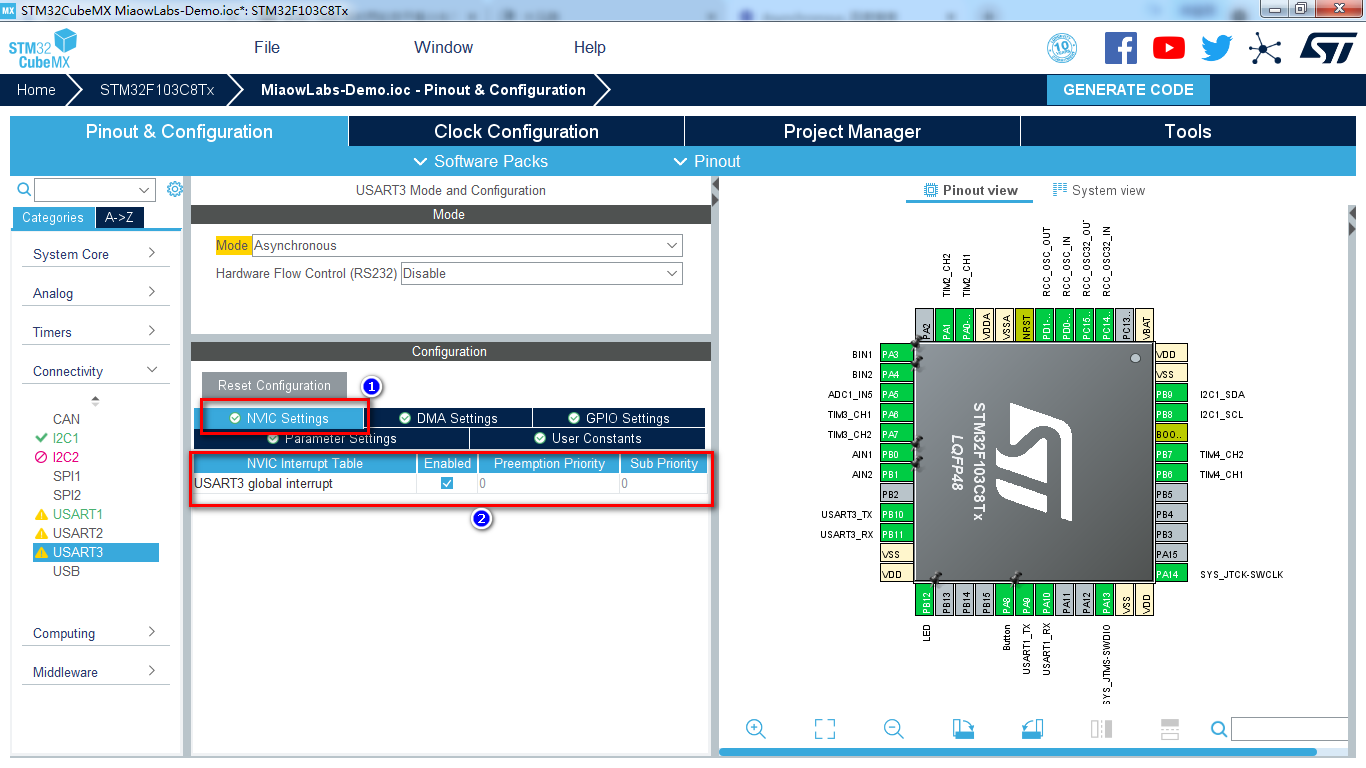 MX STM32CubeMX MiaowLabs-Demo.ioc*: STM32F103C8Tx
STM32
CubeMX
File
Window
Help
10
ST
Home
STM32F103C8Tx
MiaowLabs-Demo.ioc - Pinout & Configuration
GENERATE CODE
Pinout & Configuration
Clock Configuration
Project Manager
Tools
Software Packs
Pinout
Categories
A->Z
System Core
Analog
Timers
Connectivity
CAN
I2C1
I2C2
SPI1
SPI2
USART1
USART2
USART3
USB
Computing
Middleware
USART3 Mode and Configuration
Mode
Mode Asynchronous
Hardware Flow Control (RS232) Disable
Configuration
Reset Configuration
1
NVIC Settings
DMA Settings
GPIO Settings
Parameter Settings
User Constants
NVIC Interrupt Table Enabled Preemption Priority Sub Priority
USART3 global interrupt 0 0
2
Pinout view
System view
TIM2_CH2
TIM2_CH1
RCC_OSC_OUT
RCC_OSC_IN
RCC_OSC32_OUT
RCC_OSC32_IN
PA2
PA1
PA0-..
VDDA
VSSA
NRST
PD1-..
PD0-..
PC15..
PC14..
PC13..
VBAT
BIN1 PA3
BIN2 PA4
ADC1_IN5 PA5
TIM3_CH1 PA6
TIM3_CH2 PA7
AIN1 PB0
AIN2 PB1
PB2
USART3_TX PB10
USART3_RX PB11
VSS
VDD
STM32F103C8Tx
LQFP48
VDD
VSS
PB9 I2C1_SDA
PB8 I2C1_SCL
BOO..
PB7 TIM4_CH2
PB6 TIM4_CH1
PB5
PB4
PB3
PA15
PA14 SYS_JTCK-SWCLK
PB12
PB13
PB14
PB15
PA8
PA9
PA10
PA11
PA12
PA13
VSS
VDD
LED
Button
USART1_TX
USART1_RX
SYS_JTMS-SWDIO